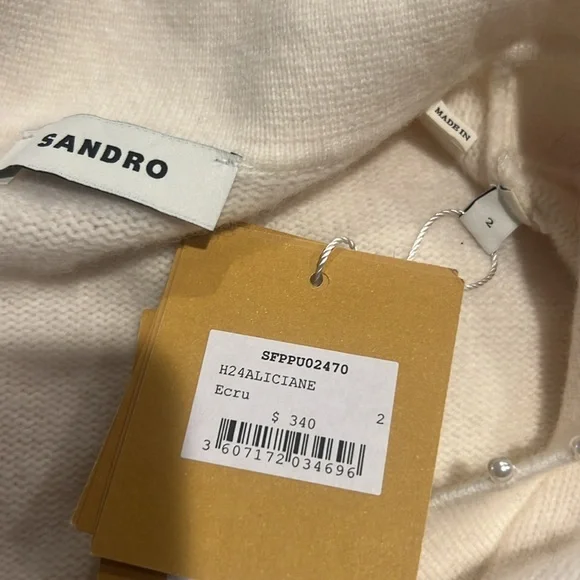 SANDRO
MADE IN
2
SFPPU02470
H24ALICIANE
Ecru
$ 340 2
3 607172 034696